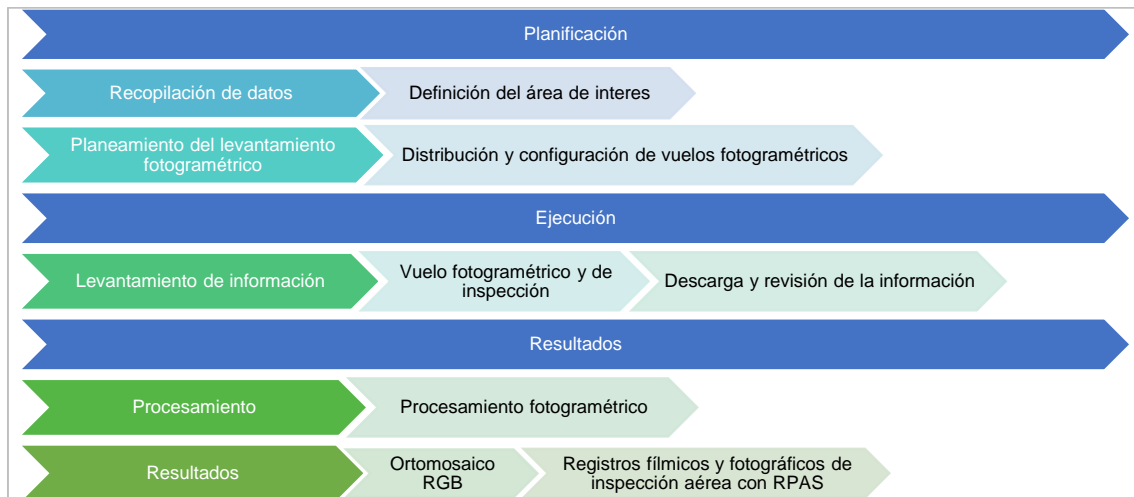 Planificación
Recopilación de datos
Definición del área de interes
Planeamiento del levantamiento
fotogramétrico
Distribución y configuración de vuelos fotogramétricos
Ejecución
Levantamiento de información
Vuelo fotogramétrico y de
inspección
Descarga y revisión de la información
Resultados
Procesamiento
Procesamiento fotogramétrico
Resultados
Ortomosaico
RGB
Registros fílmicos y fotográficos de
inspección aérea con RPAS